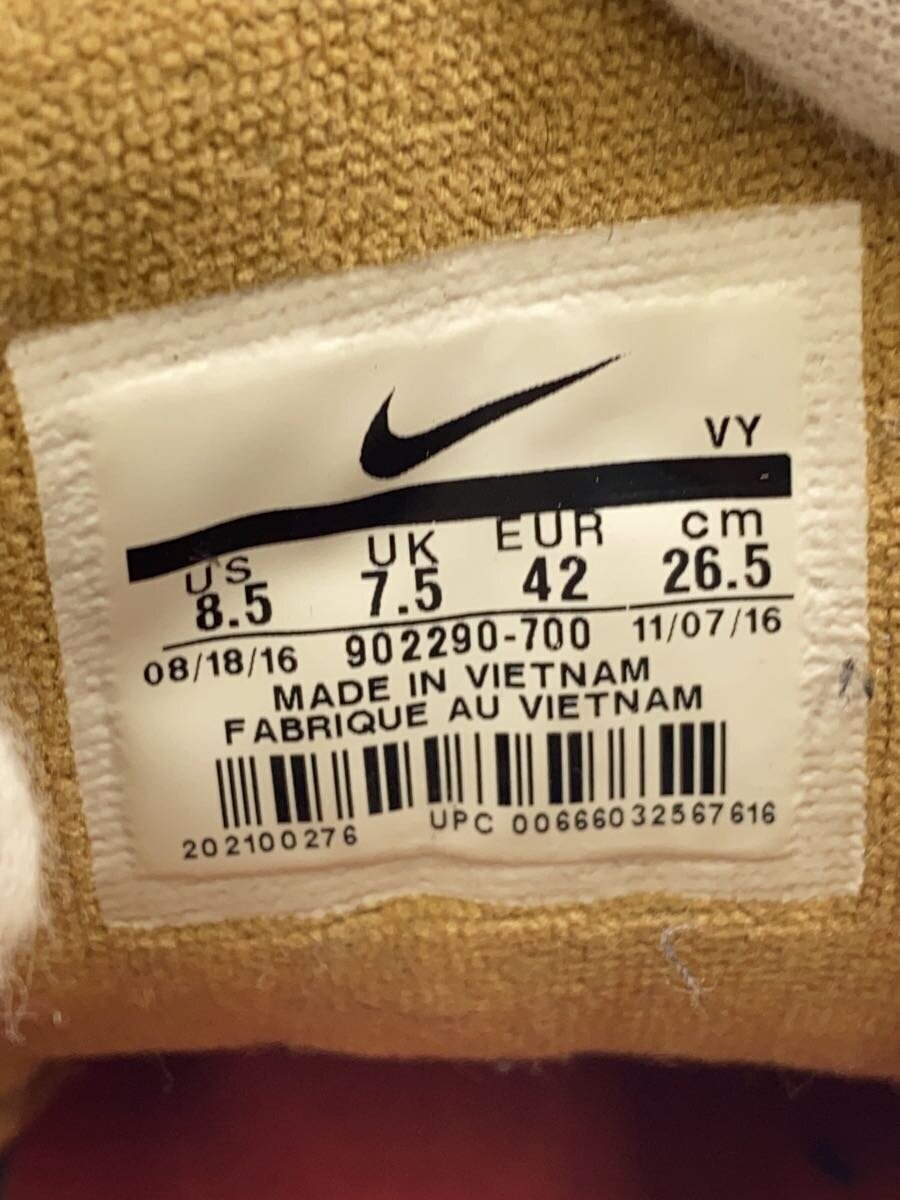 VY
US UK EUR cm
8.5 7.5 42 26.5
08/18/16 902290-700 11/07/16
MADE IN VIETNAM
FABRIQUE AU VIETNAM
202100276 UPC 00666032567616